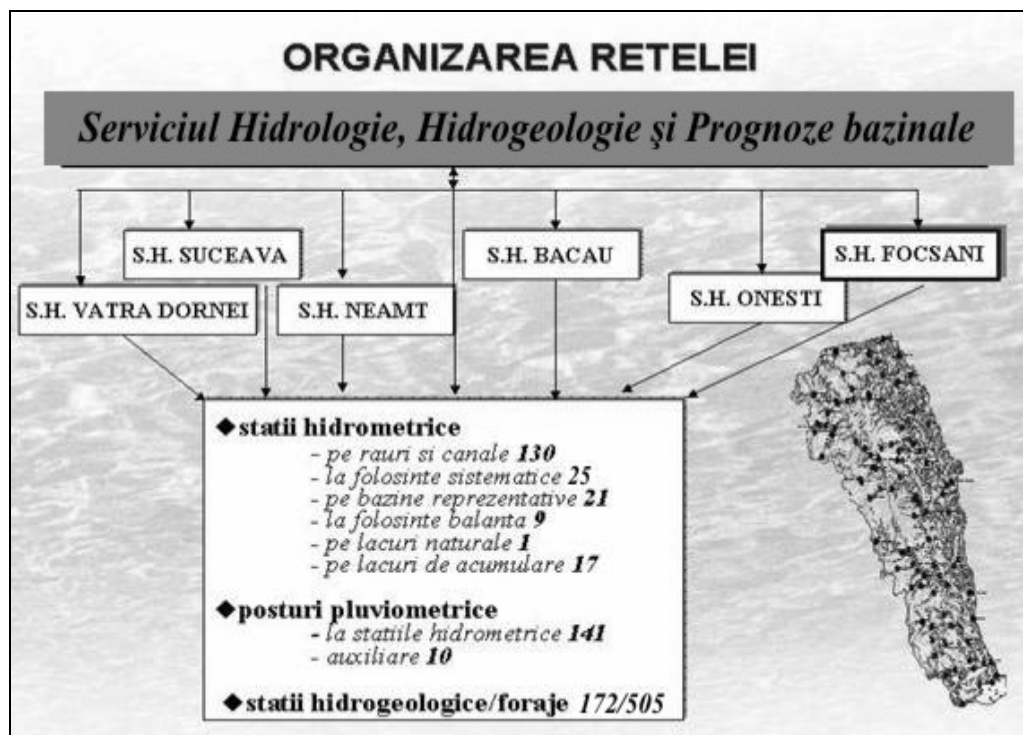 ORGANIZAREA RETELEI
Serviciul Hidrologie, Hidrogeologie şi Prognoze bazinale
S.H. SUCEAVA
S.H. BACAU
S.H. FOCSANI
S.H. VATRA DORNEI
S.H. NEAMT
S.H. ONESTI
◆statii hidrometrice
- pe rauri si canale 130
- la folosinte sistematice 25
- pe bazine reprezentative 21
- la folosinte balanta 9
- pe lacuri naturale 1
- pe lacuri de acumulare 17
◆posturi pluviometrice
- la statiile hidrometrice 141
- auxiliare 10
◆statii hidrogeologice/foraje 172/505